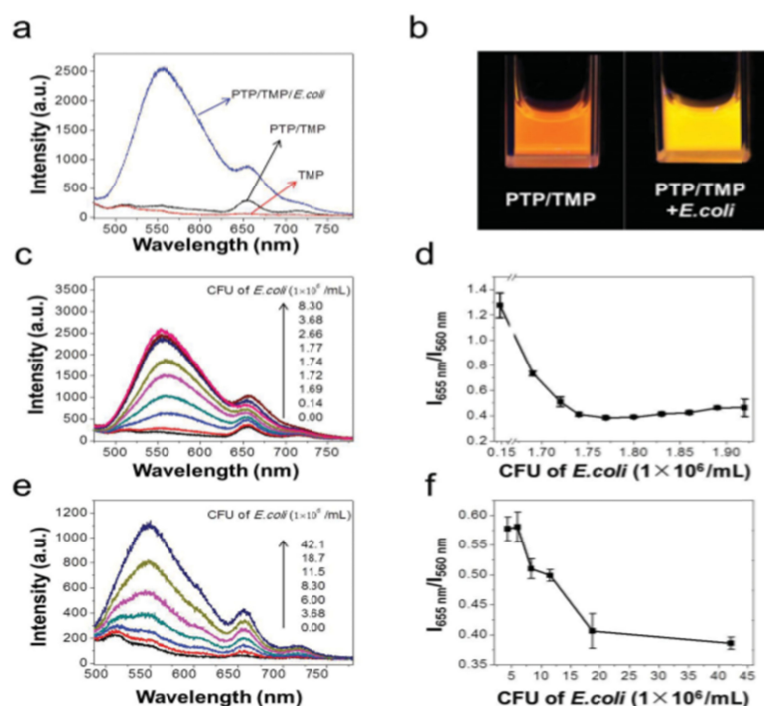 a
2500
2000
1500
1000
500
0
Intensity (a.u.)
PTP/TMP/E.coli
PTP/TMP
TMP
500 550 600 650 700 750
Wavelength (nm)
b
PTP/TMP
PTP/TMP
+E.coli
c
3500
3000
2500
2000
1500
1000
500
0
Intensity (a.u.)
CFU of E.coli (1×10⁶/mL)
8.30
3.68
2.66
1.77
1.74
1.72
1.69
0.14
0.00
500 550 600 650 700 750
Wavelength (nm)
d
1.4
1.2
1.0
0.8
0.6
0.4
0.2
I655 nm/I560 nm
0.15 1.70 1.75 1.80 1.85 1.90
CFU of E.coli (1×10⁶/mL)
e
1200
1000
800
600
400
200
0
Intensity (a.u.)
CFU of E.coli (1×10⁶/mL)
42.1
18.7
11.5
8.30
6.00
3.58
0.00
500 550 600 650 700 750
Wavelength (nm)
f
0.60
0.55
0.50
0.45
0.40
0.35
I655 nm/I560 nm
5 10 15 20 25 30 35 40 45
CFU of E.coli (1×10⁶/mL)